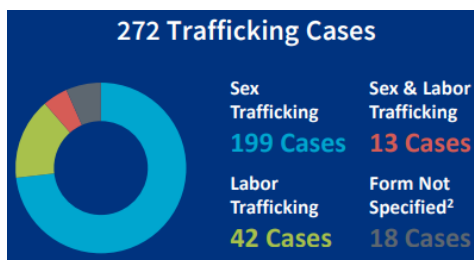 272 Trafficking Cases
Sex
Trafficking
199 Cases
Sex & Labor
Trafficking
13 Cases
Labor
Trafficking
42 Cases
Form Not
Specified²
18 Cases